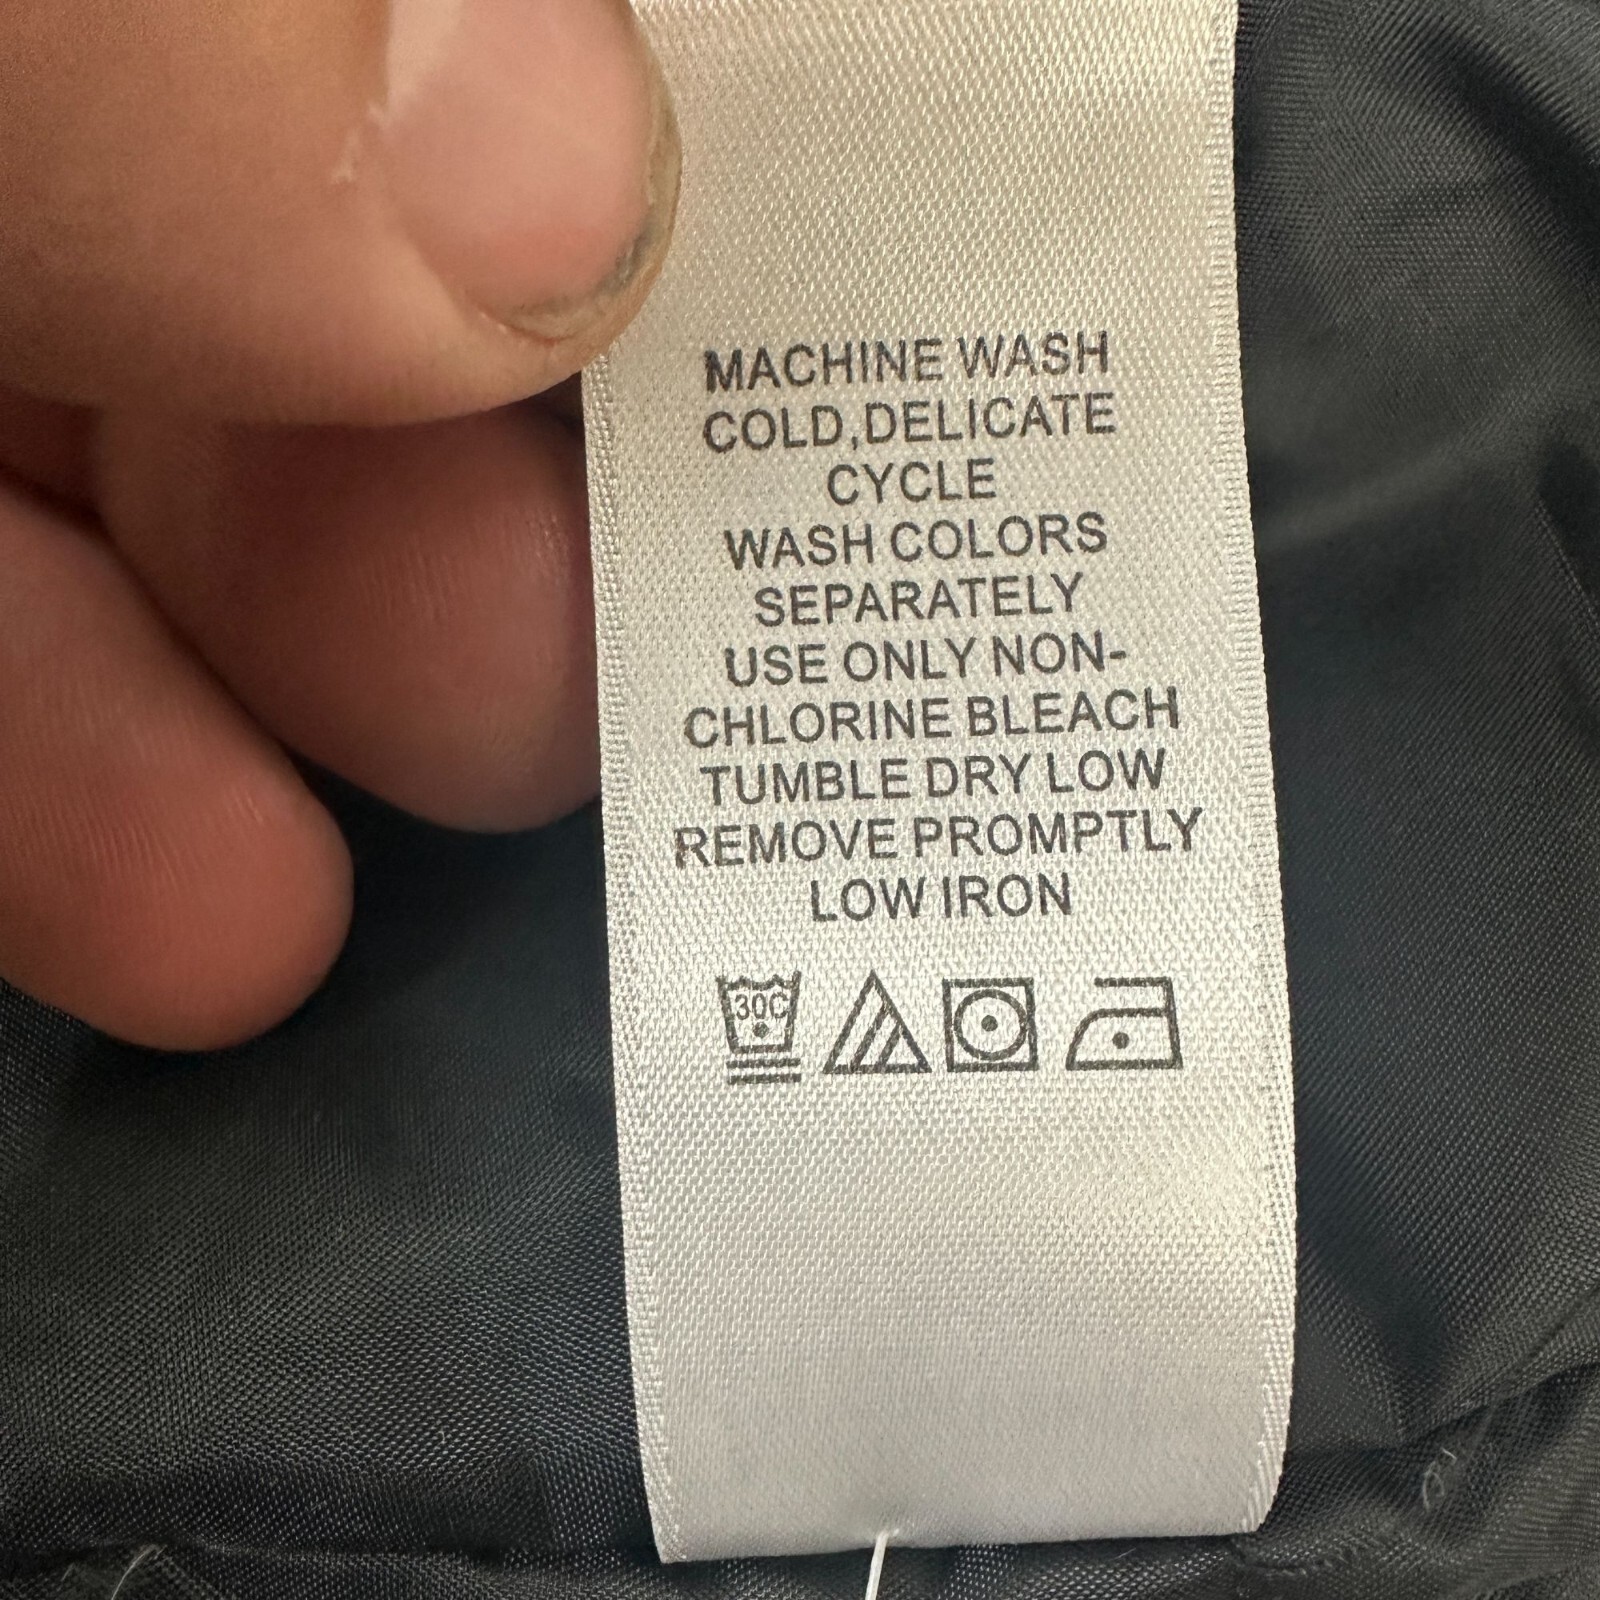 MACHINE WASH
COLD,DELICATE
CYCLE
WASH COLORS
SEPARATELY
USE ONLY NON-
CHLORINE BLEACH
TUMBLE DRY LOW
REMOVE PROMPTLY
LOW IRON
30C